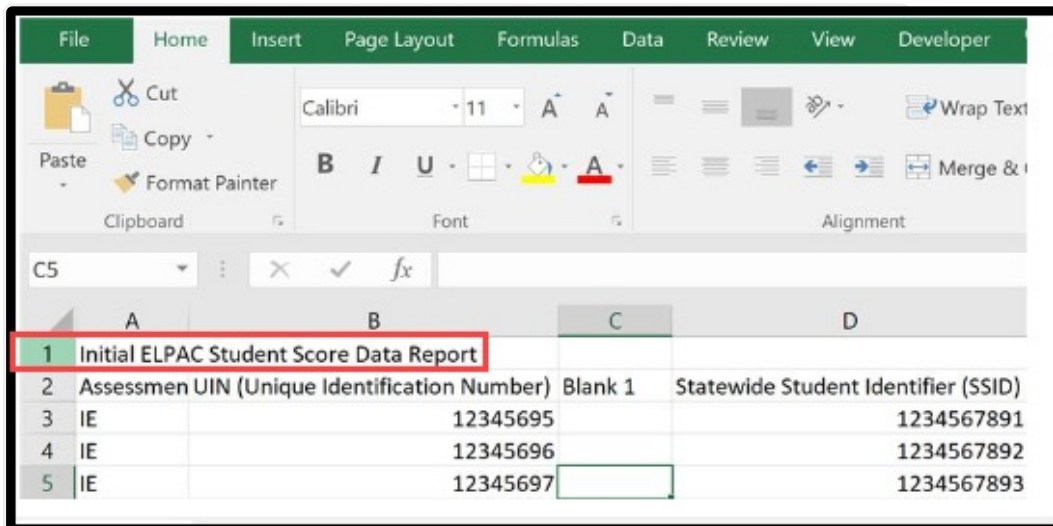 File Home Insert Page Layout Formulas Data Review View Developer
Cut
Calibri 11 A A Wrap Text
Copy
Paste
B I U A Merge &
Format Painter
Clipboard Font Alignment
C5 fx
A B C D
1 Initial ELPAC Student Score Data Report
2 Assessmen UIN (Unique Identification Number) Blank 1 Statewide Student Identifier (SSID)
3 IE 12345695 1234567891
4 IE 12345696 1234567892
5 IE 12345697 1234567893